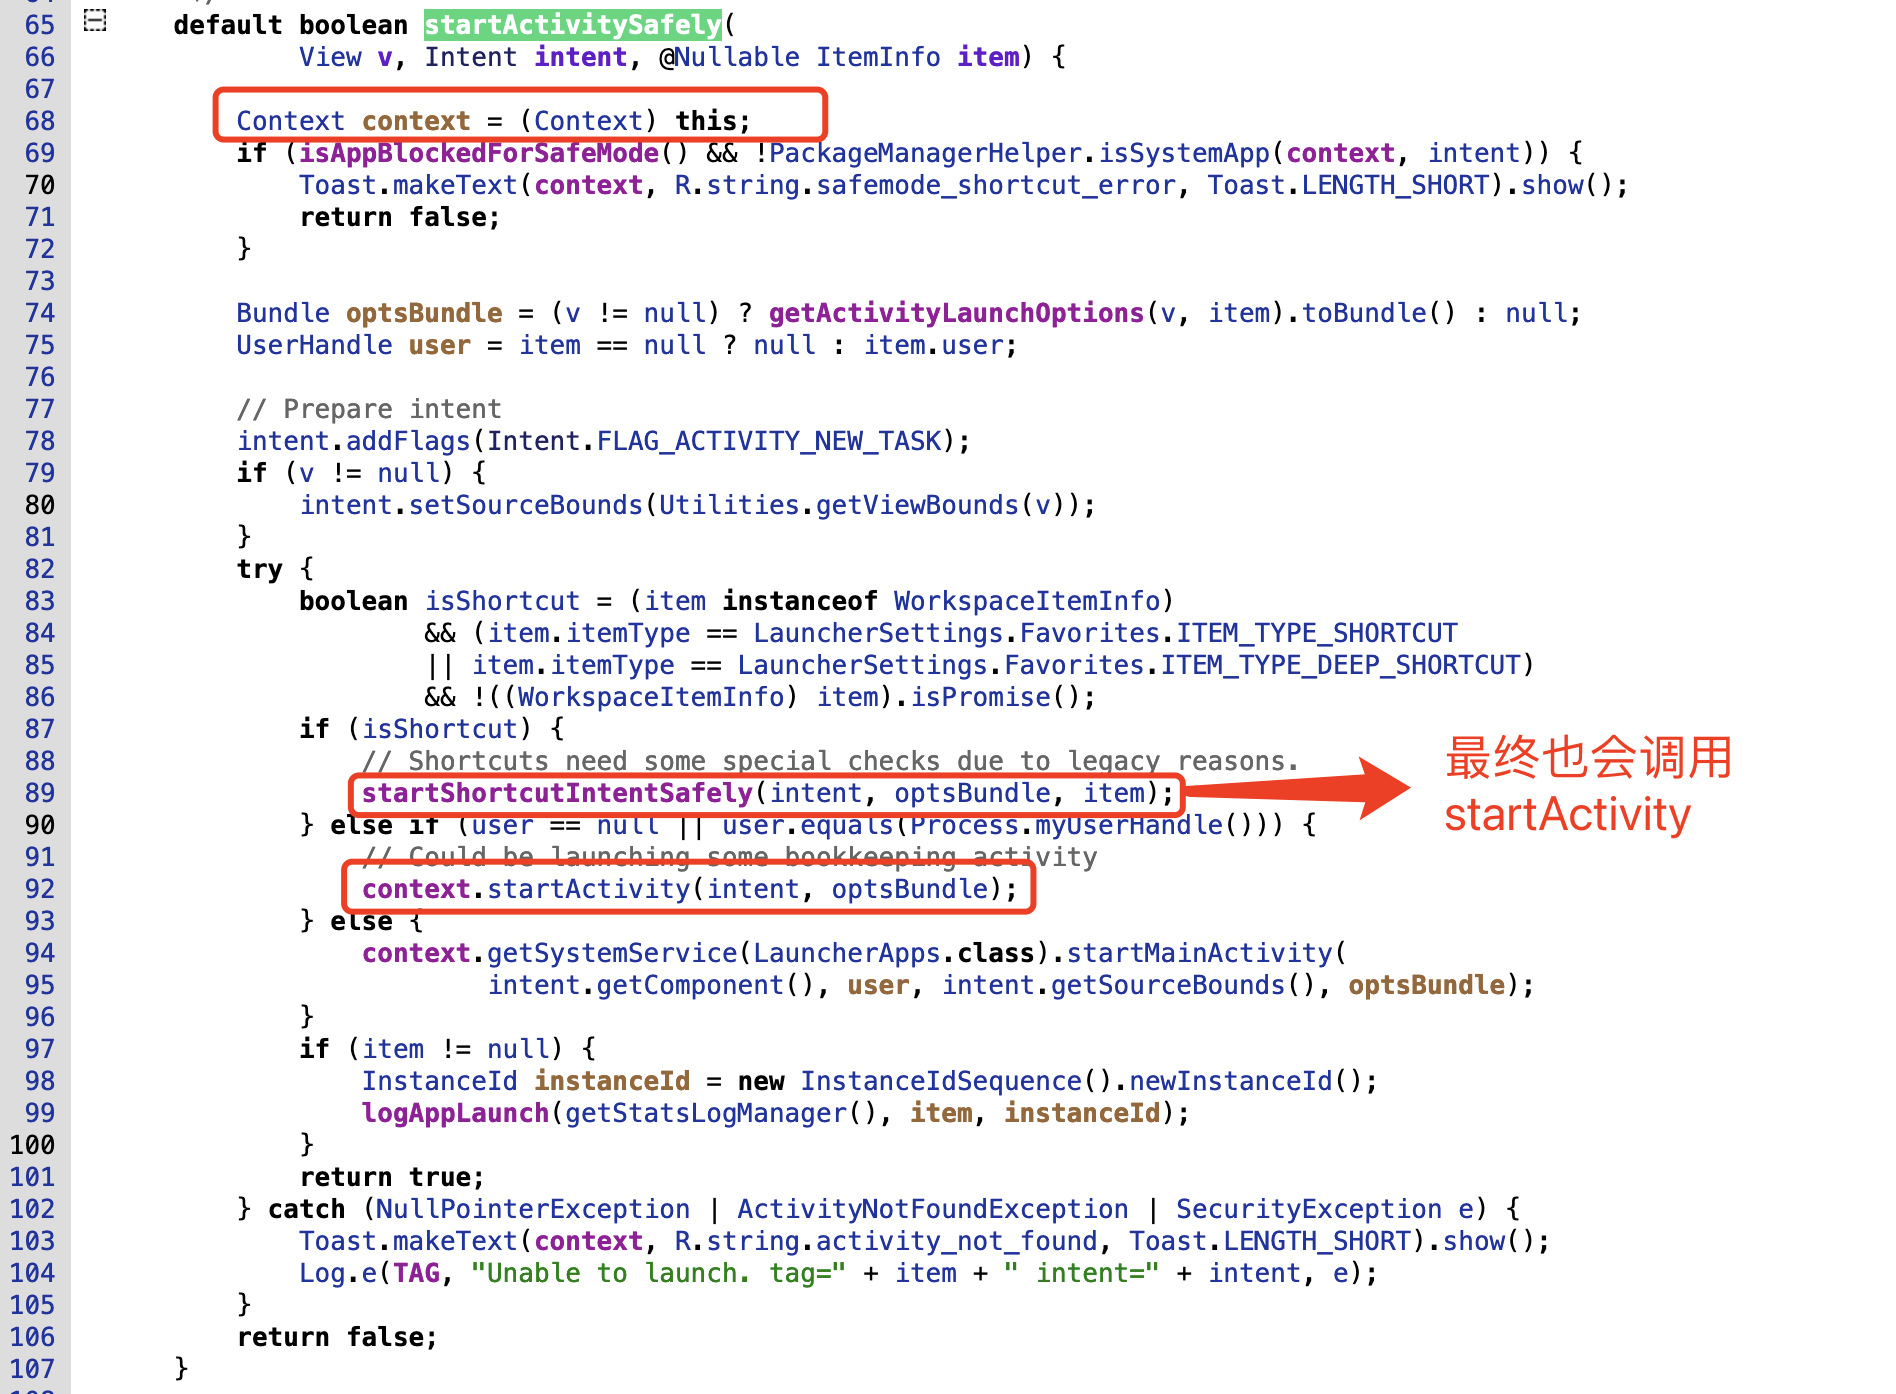 65 default boolean startActivitySafely(
66 View v, Intent intent, @Nullable ItemInfo item) {
67
68 Context context = (Context) this;
69 if (isAppBlockedForSafeMode() && !PackageManagerHelper.isSystemApp(context, intent)) {
70 Toast.makeText(context, R.string.safemode_shortcut_error, Toast.LENGTH_SHORT).show();
71 return false;
72 }
73
74 Bundle optsBundle = (v != null) ? getActivityLaunchOptions(v, item).toBundle() : null;
75 UserHandle user = item == null ? null : item.user;
76
77 // Prepare intent
78 intent.addFlags(Intent.FLAG_ACTIVITY_NEW_TASK);
79 if (v != null) {
80 intent.setSourceBounds(Utilities.getViewBounds(v));
81 }
82 try {
83 boolean isShortcut = (item instanceof WorkspaceItemInfo)
84 && (item.itemType == LauncherSettings.Favorites.ITEM_TYPE_SHORTCUT
85 || item.itemType == LauncherSettings.Favorites.ITEM_TYPE_DEEP_SHORTCUT)
86 && !((WorkspaceItemInfo) item).isPromise();
87 if (isShortcut) {
88 // Shortcuts need some special checks due to legacy reasons.
89 startShortcutIntentSafely(intent, optsBundle, item);
90 } else if (user == null || user.equals(Process.myUserHandle())) {
91 // Could be launching some bookkeeping activity
92 context.startActivity(intent, optsBundle);
93 } else {
94 context.getSystemService(LauncherApps.class).startMainActivity(
95 intent.getComponent(), user, intent.getSourceBounds(), optsBundle);
96 }
97 if (item != null) {
98 InstanceId instanceId = new InstanceIdSequence().newInstanceId();
99 logAppLaunch(getStatsLogManager(), item, instanceId);
100 }
101 return true;
102 } catch (NullPointerException | ActivityNotFoundException | SecurityException e) {
103 Toast.makeText(context, R.string.activity_not_found, Toast.LENGTH_SHORT).show();
104 Log.e(TAG, "Unable to launch. tag=" + item + " intent=" + intent, e);
105 }
106 return false;
107 }
最终也会调用
startActivity